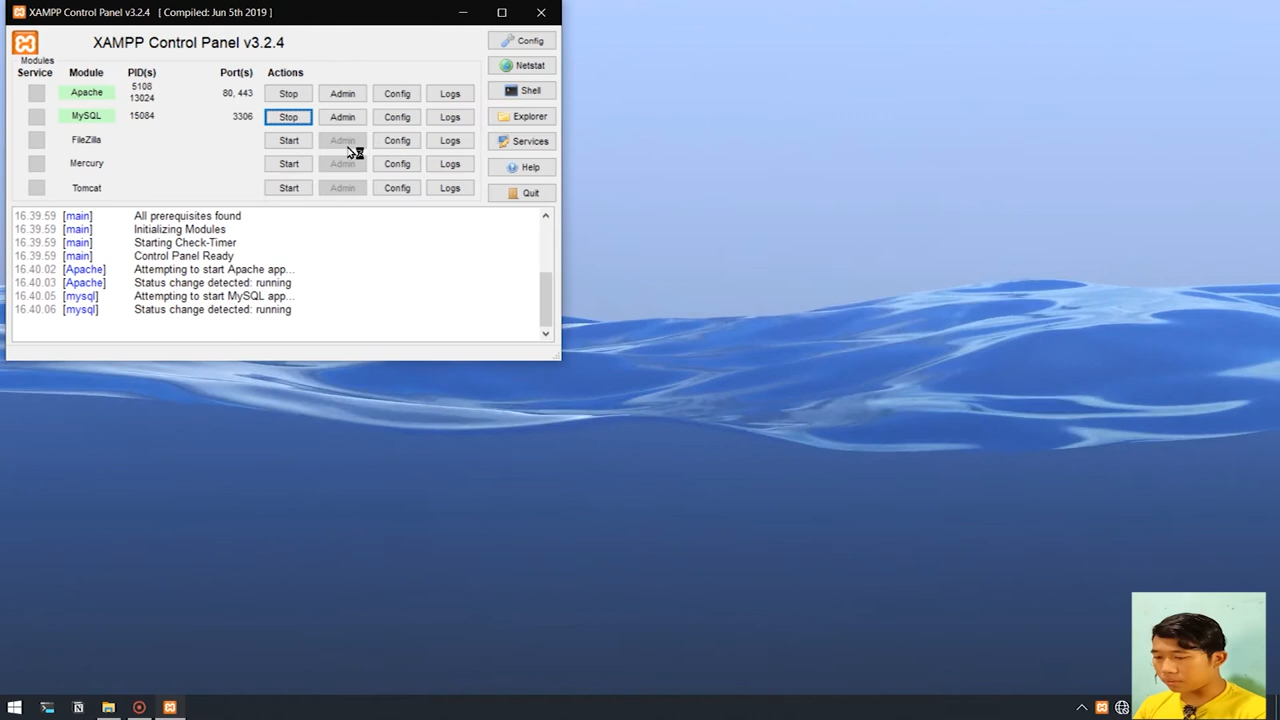 XAMPP Control Panel v3.2.4 [ Compiled: Jun 5th 2019 ]
XAMPP Control Panel v3.2.4
Config
Modules
Service Module PID(s) Port(s) Actions
Netstat
Apache 5108 13024 80, 443 Stop Admin Config Logs
Shell
MySQL 15084 3306 Stop Admin Config Logs
Explorer
FileZilla Start Admin Config Logs
Services
Mercury Start Admin Config Logs
Help
Tomcat Start Admin Config Logs
Quit
16.39.59 [main] All prerequisites found
16.39.59 [main] Initializing Modules
16.39.59 [main] Starting Check-Timer
16.39.59 [main] Control Panel Ready
16.40.02 [Apache] Attempting to start Apache app...
16.40.03 [Apache] Status change detected: running
16.40.05 [mysql] Attempting to start MySQL app...
16.40.06 [mysql] Status change detected: running